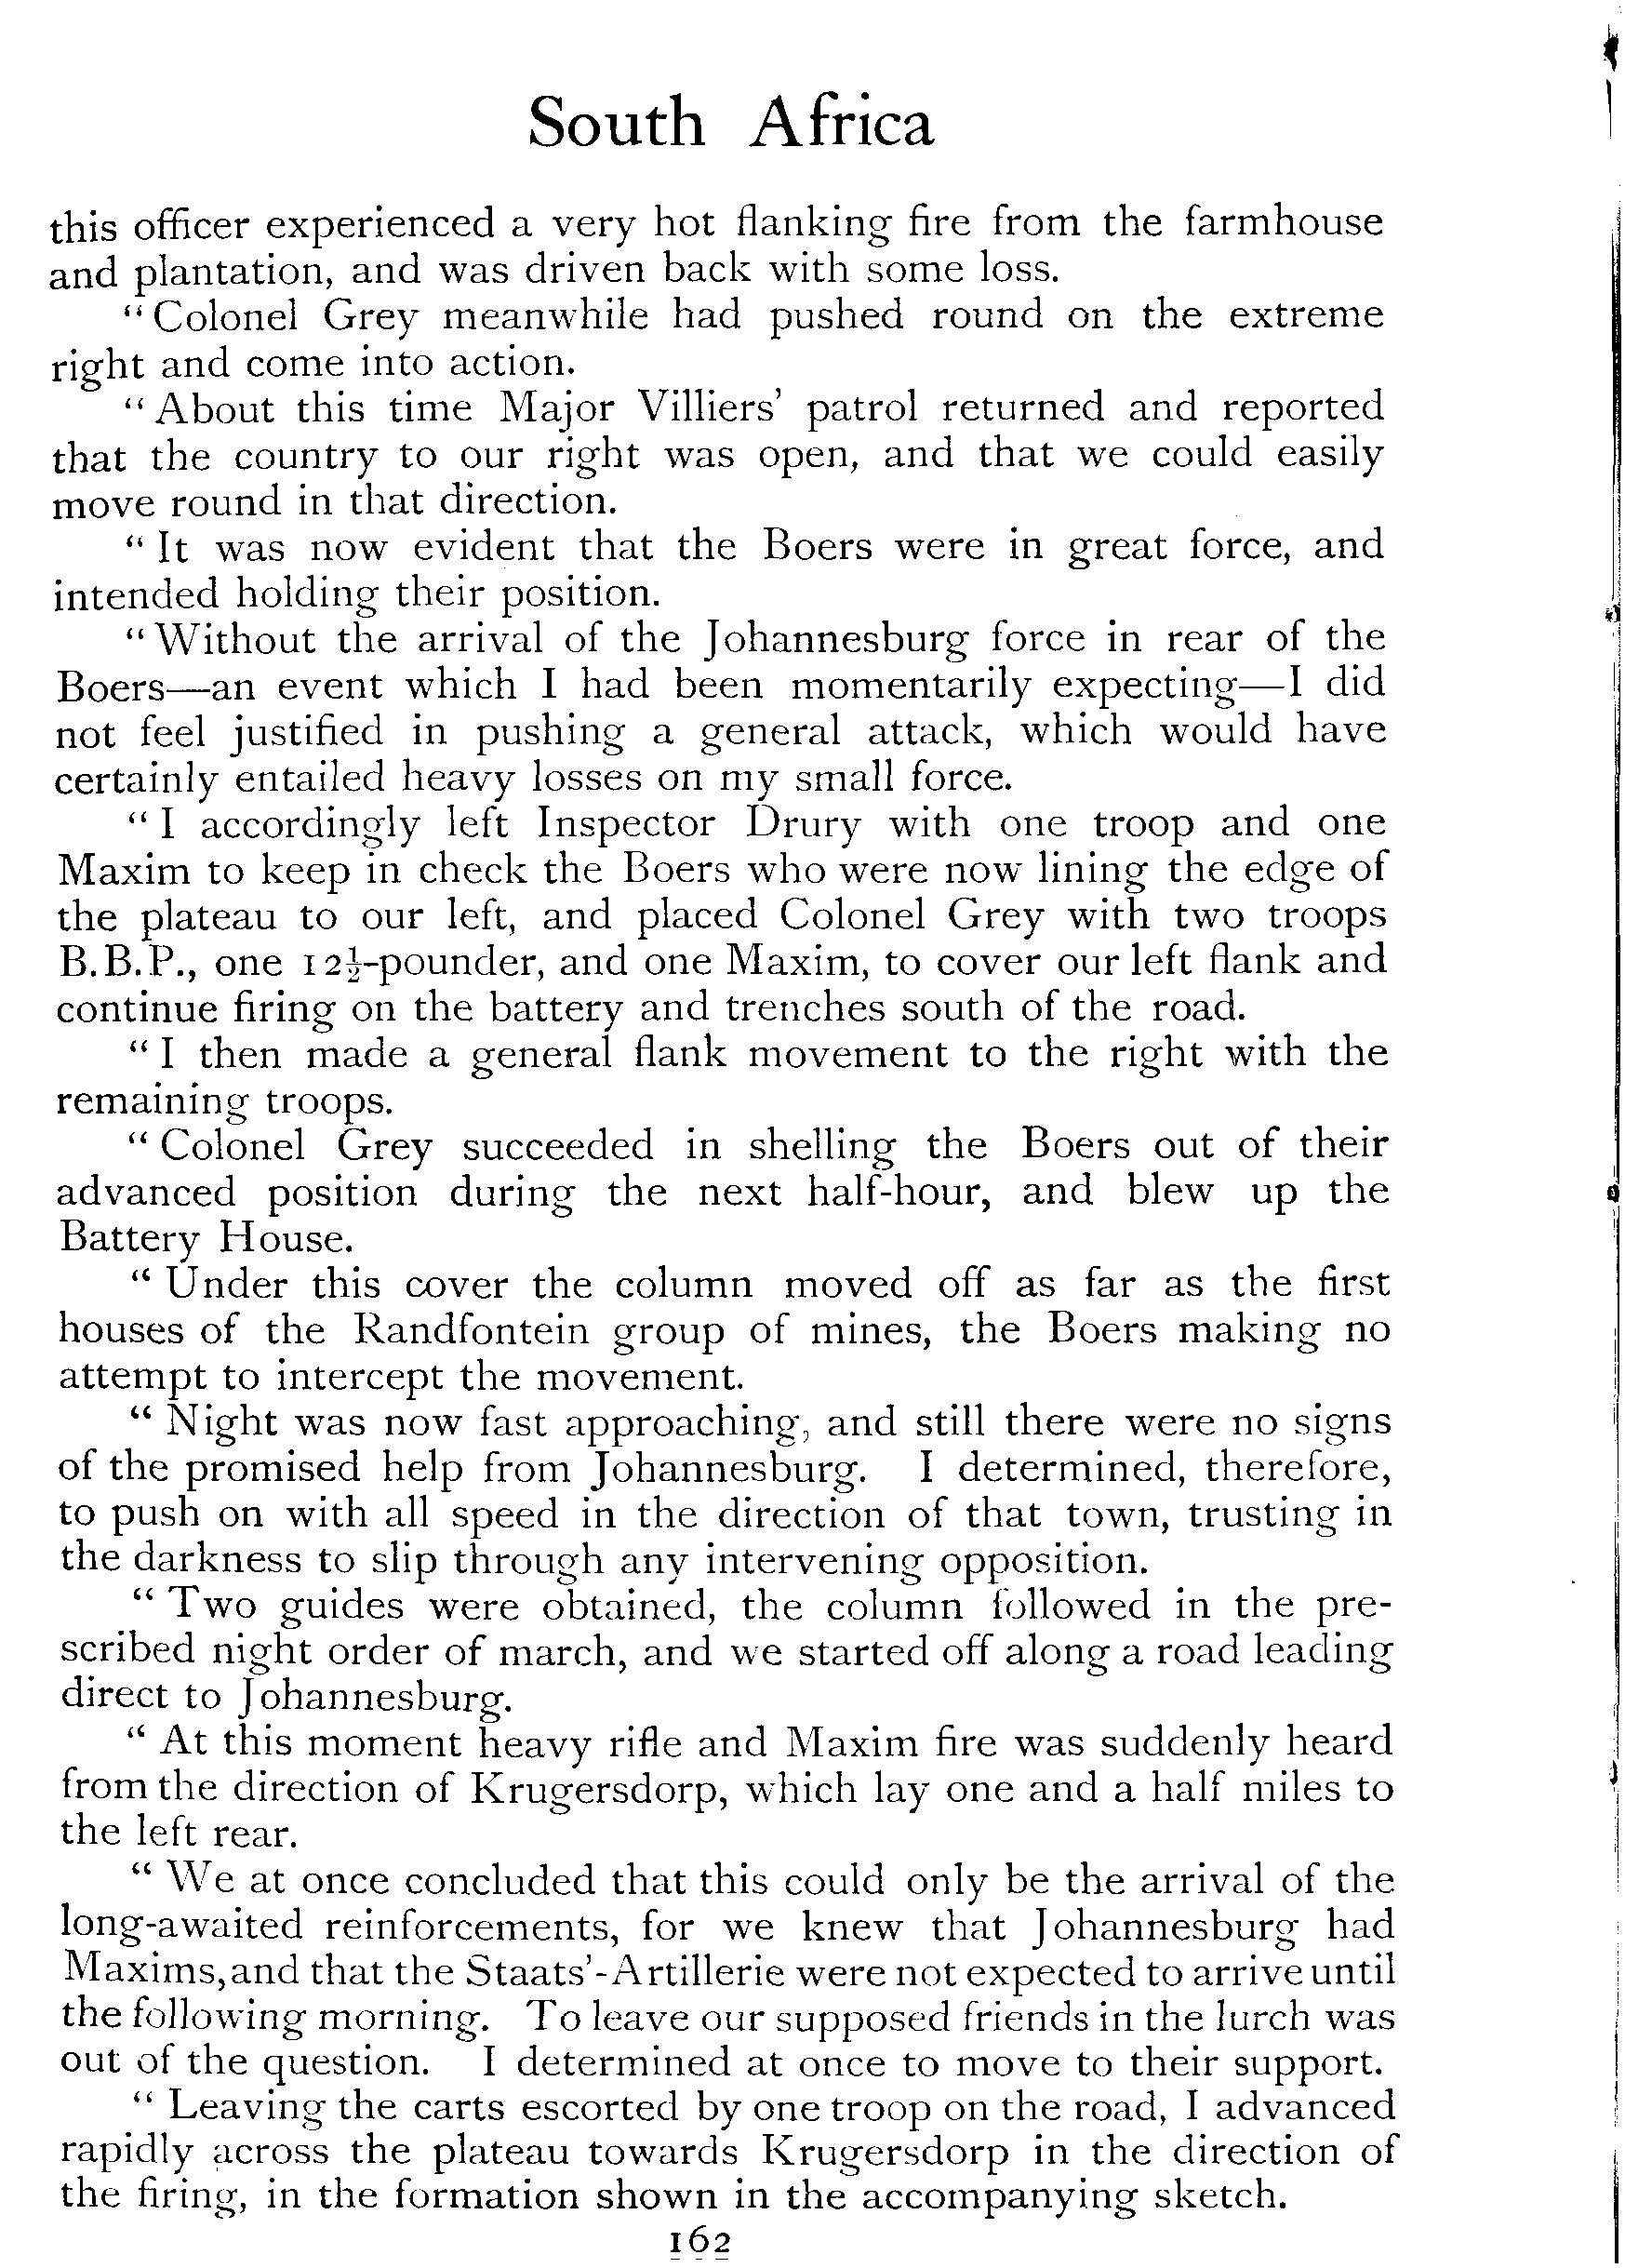 South Africa
this officer experienced a very hot flanking fire from the farmhouse
and plantation, and was driven back with some loss.
“Colonel Grey meanwhile had pushed round on the extreme
right and come into action.
“About this time Major Villiers’ patrol returned and reported
that the country to our right was open, and that we could easily
move round in that direction.
“It was now evident that the Boers were in great force, and
intended holding their position.
“Without the arrival of the Johannesburg force in rear of the
Boers—an event which I had been momentarily expecting—I did
not feel justified in pushing a general attack, which would have
certainly entailed heavy losses on my small force.
“I accordingly left Inspector Drury with one troop and one
Maxim to keep in check the Boers who were now lining the edge of
the plateau to our left, and placed Colonel Grey with two troops
B.B.P., one 12½-pounder, and one Maxim, to cover our left flank and
continue firing on the battery and trenches south of the road.
“I then made a general flank movement to the right with the
remaining troops.
“Colonel Grey succeeded in shelling the Boers out of their
advanced position during the next half-hour, and blew up the
Battery House.
“Under this cover the column moved off as far as the first
houses of the Randfontein group of mines, the Boers making no
attempt to intercept the movement.
“Night was now fast approaching, and still there were no signs
of the promised help from Johannesburg. I determined, therefore,
to push on with all speed in the direction of that town, trusting in
the darkness to slip through any intervening opposition.
“Two guides were obtained, the column followed in the pre-
scribed night order of march, and we started off along a road leading
direct to Johannesburg.
“At this moment heavy rifle and Maxim fire was suddenly heard
from the direction of Krugersdorp, which lay one and a half miles to
the left rear.
“We at once concluded that this could only be the arrival of the
long-awaited reinforcements, for we knew that Johannesburg had
Maxims, and that the Staats’-Artillerie were not expected to arrive until
the following morning. To leave our supposed friends in the lurch was
out of the question. I determined at once to move to their support.
“Leaving the carts escorted by one troop on the road, I advanced
rapidly across the plateau towards Krugersdorp in the direction of
the firing, in the formation shown in the accompanying sketch.
162